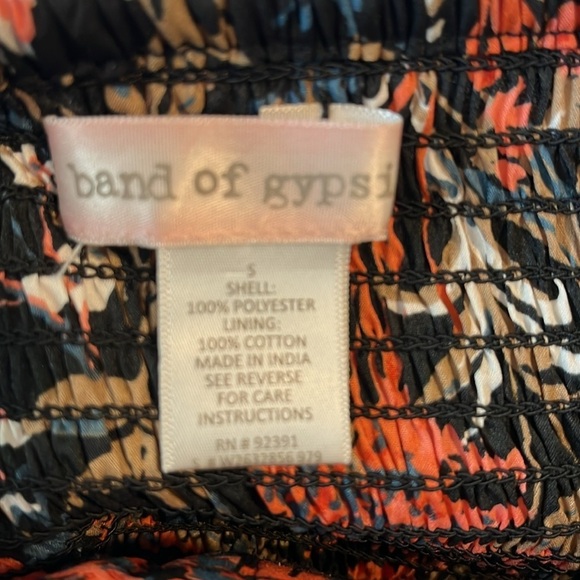 band of gypsi
S
SHELL:
100% POLYESTER
LINING:
100% COTTON
MADE IN INDIA
SEE REVERSE
FOR CARE
INSTRUCTIONS
RN # 92391